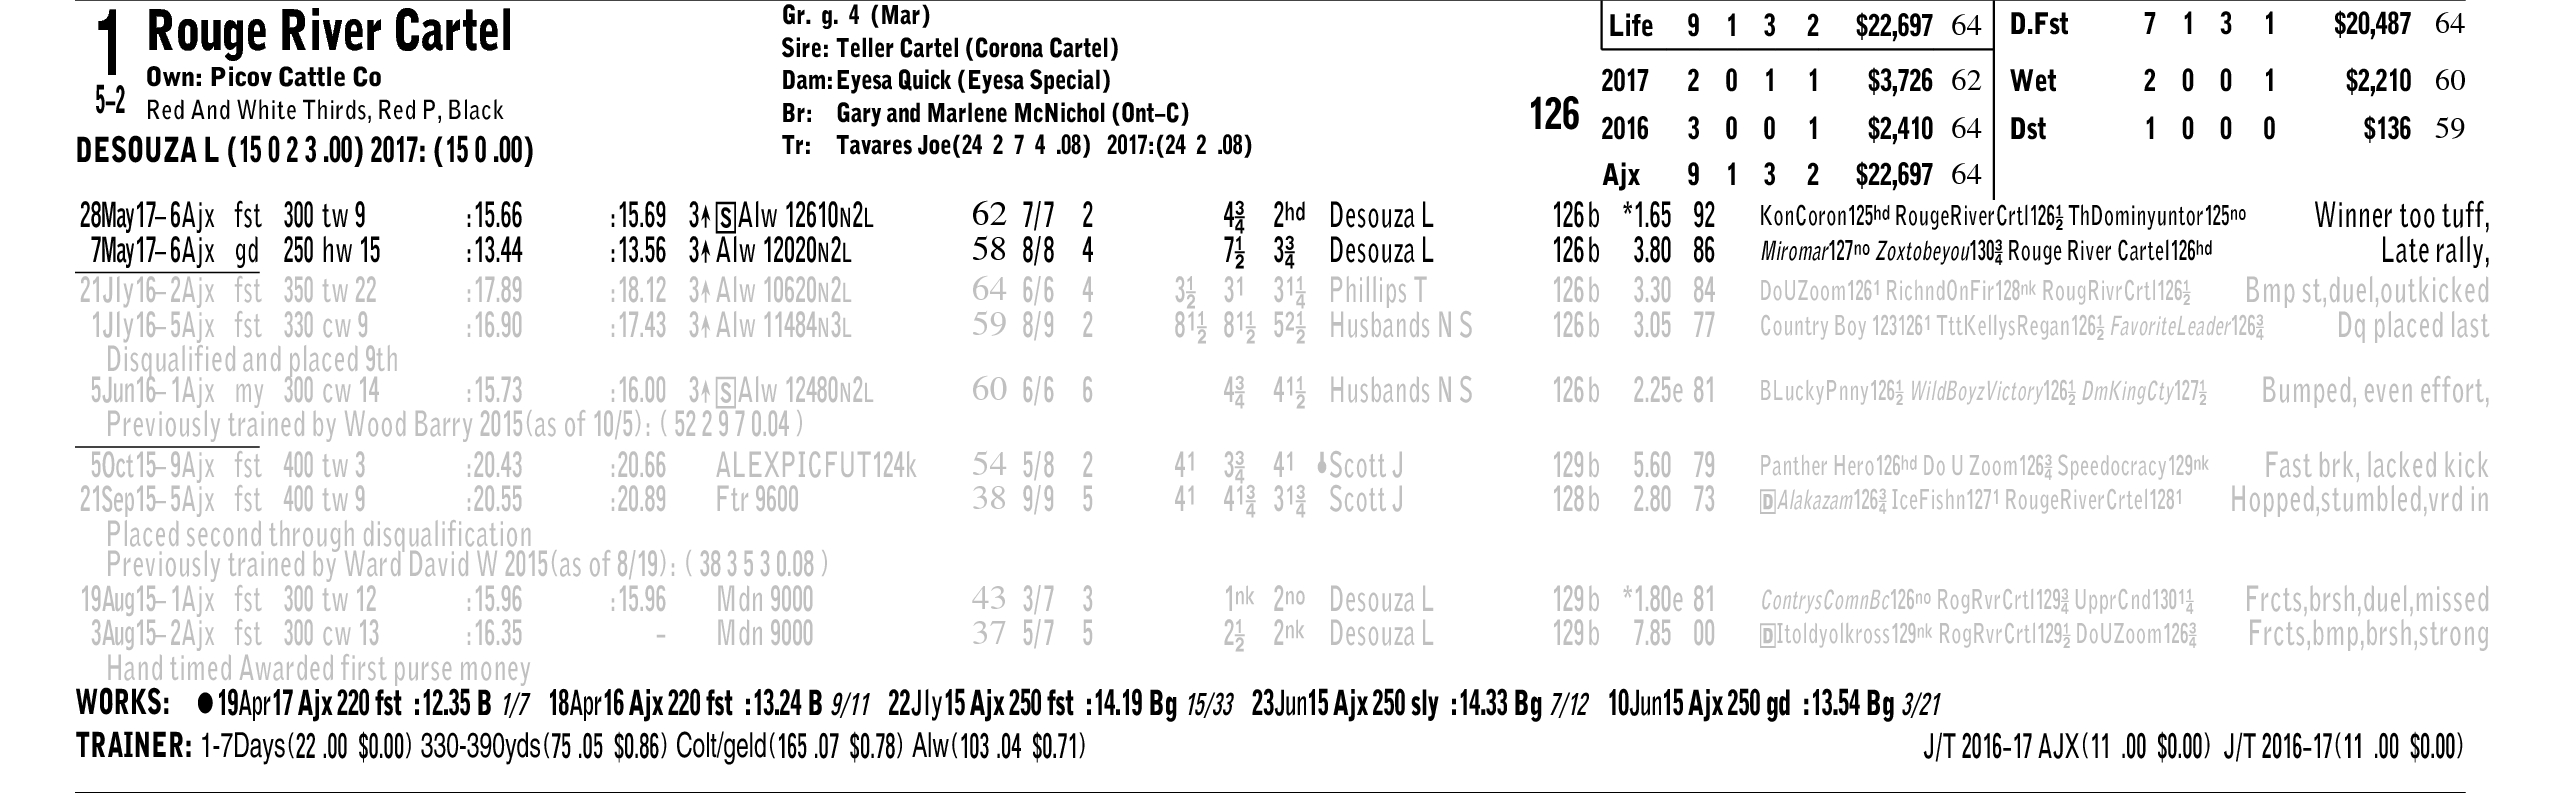 1 Rouge River Cartel
Own: Picov Cattle Co
5–2 Red And White Thirds, Red P, Black
DESOUZA L (15 0 2 3 .00) 2017: (15 0 .00)
Gr. g. 4 (Mar)
Sire: Teller Cartel (Corona Cartel)
Dam: Eyesa Quick (Eyesa Special)
Br: Gary and Marlene McNichol (Ont–C)
Tr: Tavares Joe(24 2 7 4 .08) 2017:(24 2 .08)
126
Life 9 1 3 2 $22,697 64
2017 2 0 1 1 $3,726 62
2016 3 0 0 1 $2,410 64
Ajx 9 1 3 2 $22,697 64
D.Fst 7 1 3 1 $20,487 64
Wet 2 0 0 1 $2,210 60
Dst 1 0 0 0 $136 59
28May17–6Ajx fst 300 tw 9 :15.66 :15.69 3↑ 🅂Alw 12610N2L 62 7/7 2 4¾ 2hd Desouza L 126 b *1.65 92 KonCoron125hd RougeRiverCrtl126½ ThDominyuntor125no Winner too tuff,
7May17–6Ajx gd 250 hw 15 :13.44 :13.56 3↑ Alw 12020N2L 58 8/8 4 7½ 3¾ Desouza L 126 b 3.80 86 Miromar127no Zoxtobeyou130¾ Rouge River Cartel126hd Late rally,
21Jly16–2Ajx fst 350 tw 22 :17.89 :18.12 3↑ Alw 10620N2L 64 6/6 4 3½ 31 31¼ Phillips T 126 b 3.30 84 DoUZoom1261 RichndOnFir128nk RougRivrCrtl126½ Bmp st,duel,outkicked
1Jly16–5Ajx fst 330 cw 9 :16.90 :17.43 3↑ Alw 11484N3L 59 8/9 2 81½ 81½ 52½ Husbands N S 126 b 3.05 77 Country Boy 1231261 TttKellysRegan126½ FavoriteLeader126¾ Dq placed last
Disqualified and placed 9th
5Jun16–1Ajx my 300 cw 14 :15.73 :16.00 3↑ 🅂Alw 12480N2L 60 6/6 6 4¾ 41½ Husbands N S 126 b 2.25e 81 BLuckyPnny126½ WildBoyzVictory126½ DmKingCty127½ Bumped, even effort,
Previously trained by Wood Barry 2015(as of 10/5): ( 52 2 9 7 0.04 )
5Oct15–9Ajx fst 400 tw 3 :20.43 :20.66 ALEXPICFUT124k 54 5/8 2 41 3¾ 41 Scott J 129 b 5.60 79 Panther Hero126hd Do U Zoom126¾ Speedocracy129nk Fast brk, lacked kick
21Sep15–5Ajx fst 400 tw 9 :20.55 :20.89 Ftr 9600 38 9/9 5 41 41¾ 31¾ Scott J 128 b 2.80 73 🄳Alakazam126¾ IceFishn1271 RougeRiverCrtel1281 Hopped,stumbled,vrd in
Placed second through disqualification
Previously trained by Ward David W 2015(as of 8/19): ( 38 3 5 3 0.08 )
19Aug15–1Ajx fst 300 tw 12 :15.96 :15.96 Mdn 9000 43 3/7 3 1nk 2no Desouza L 129 b *1.80e 81 ContrysComnBc126no RogRvrCrtl129¾ UpprCnd1301¼ Frcts,brsh,duel,missed
3Aug15–2Ajx fst 300 cw 13 :16.35 – Mdn 9000 37 5/7 5 2½ 2nk Desouza L 129 b 7.85 00 🄳Itoldyolkross129nk RogRvrCrtl129½ DoUZoom126¾ Frcts,bmp,brsh,strong
Hand timed Awarded first purse money
WORKS: ●19Apr17 Ajx 220 fst :12.35 B 1/7 18Apr16 Ajx 220 fst :13.24 B 9/11 22Jly15 Ajx 250 fst :14.19 Bg 15/33 23Jun15 Ajx 250 sly :14.33 Bg 7/12 10Jun15 Ajx 250 gd :13.54 Bg 3/21
TRAINER: 1-7Days(22 .00 $0.00) 330-390yds(75 .05 $0.86) Colt/geld(165 .07 $0.78) Alw(103 .04 $0.71) J/T 2016-17 AJX(11 .00 $0.00) J/T 2016-17(11 .00 $0.00)